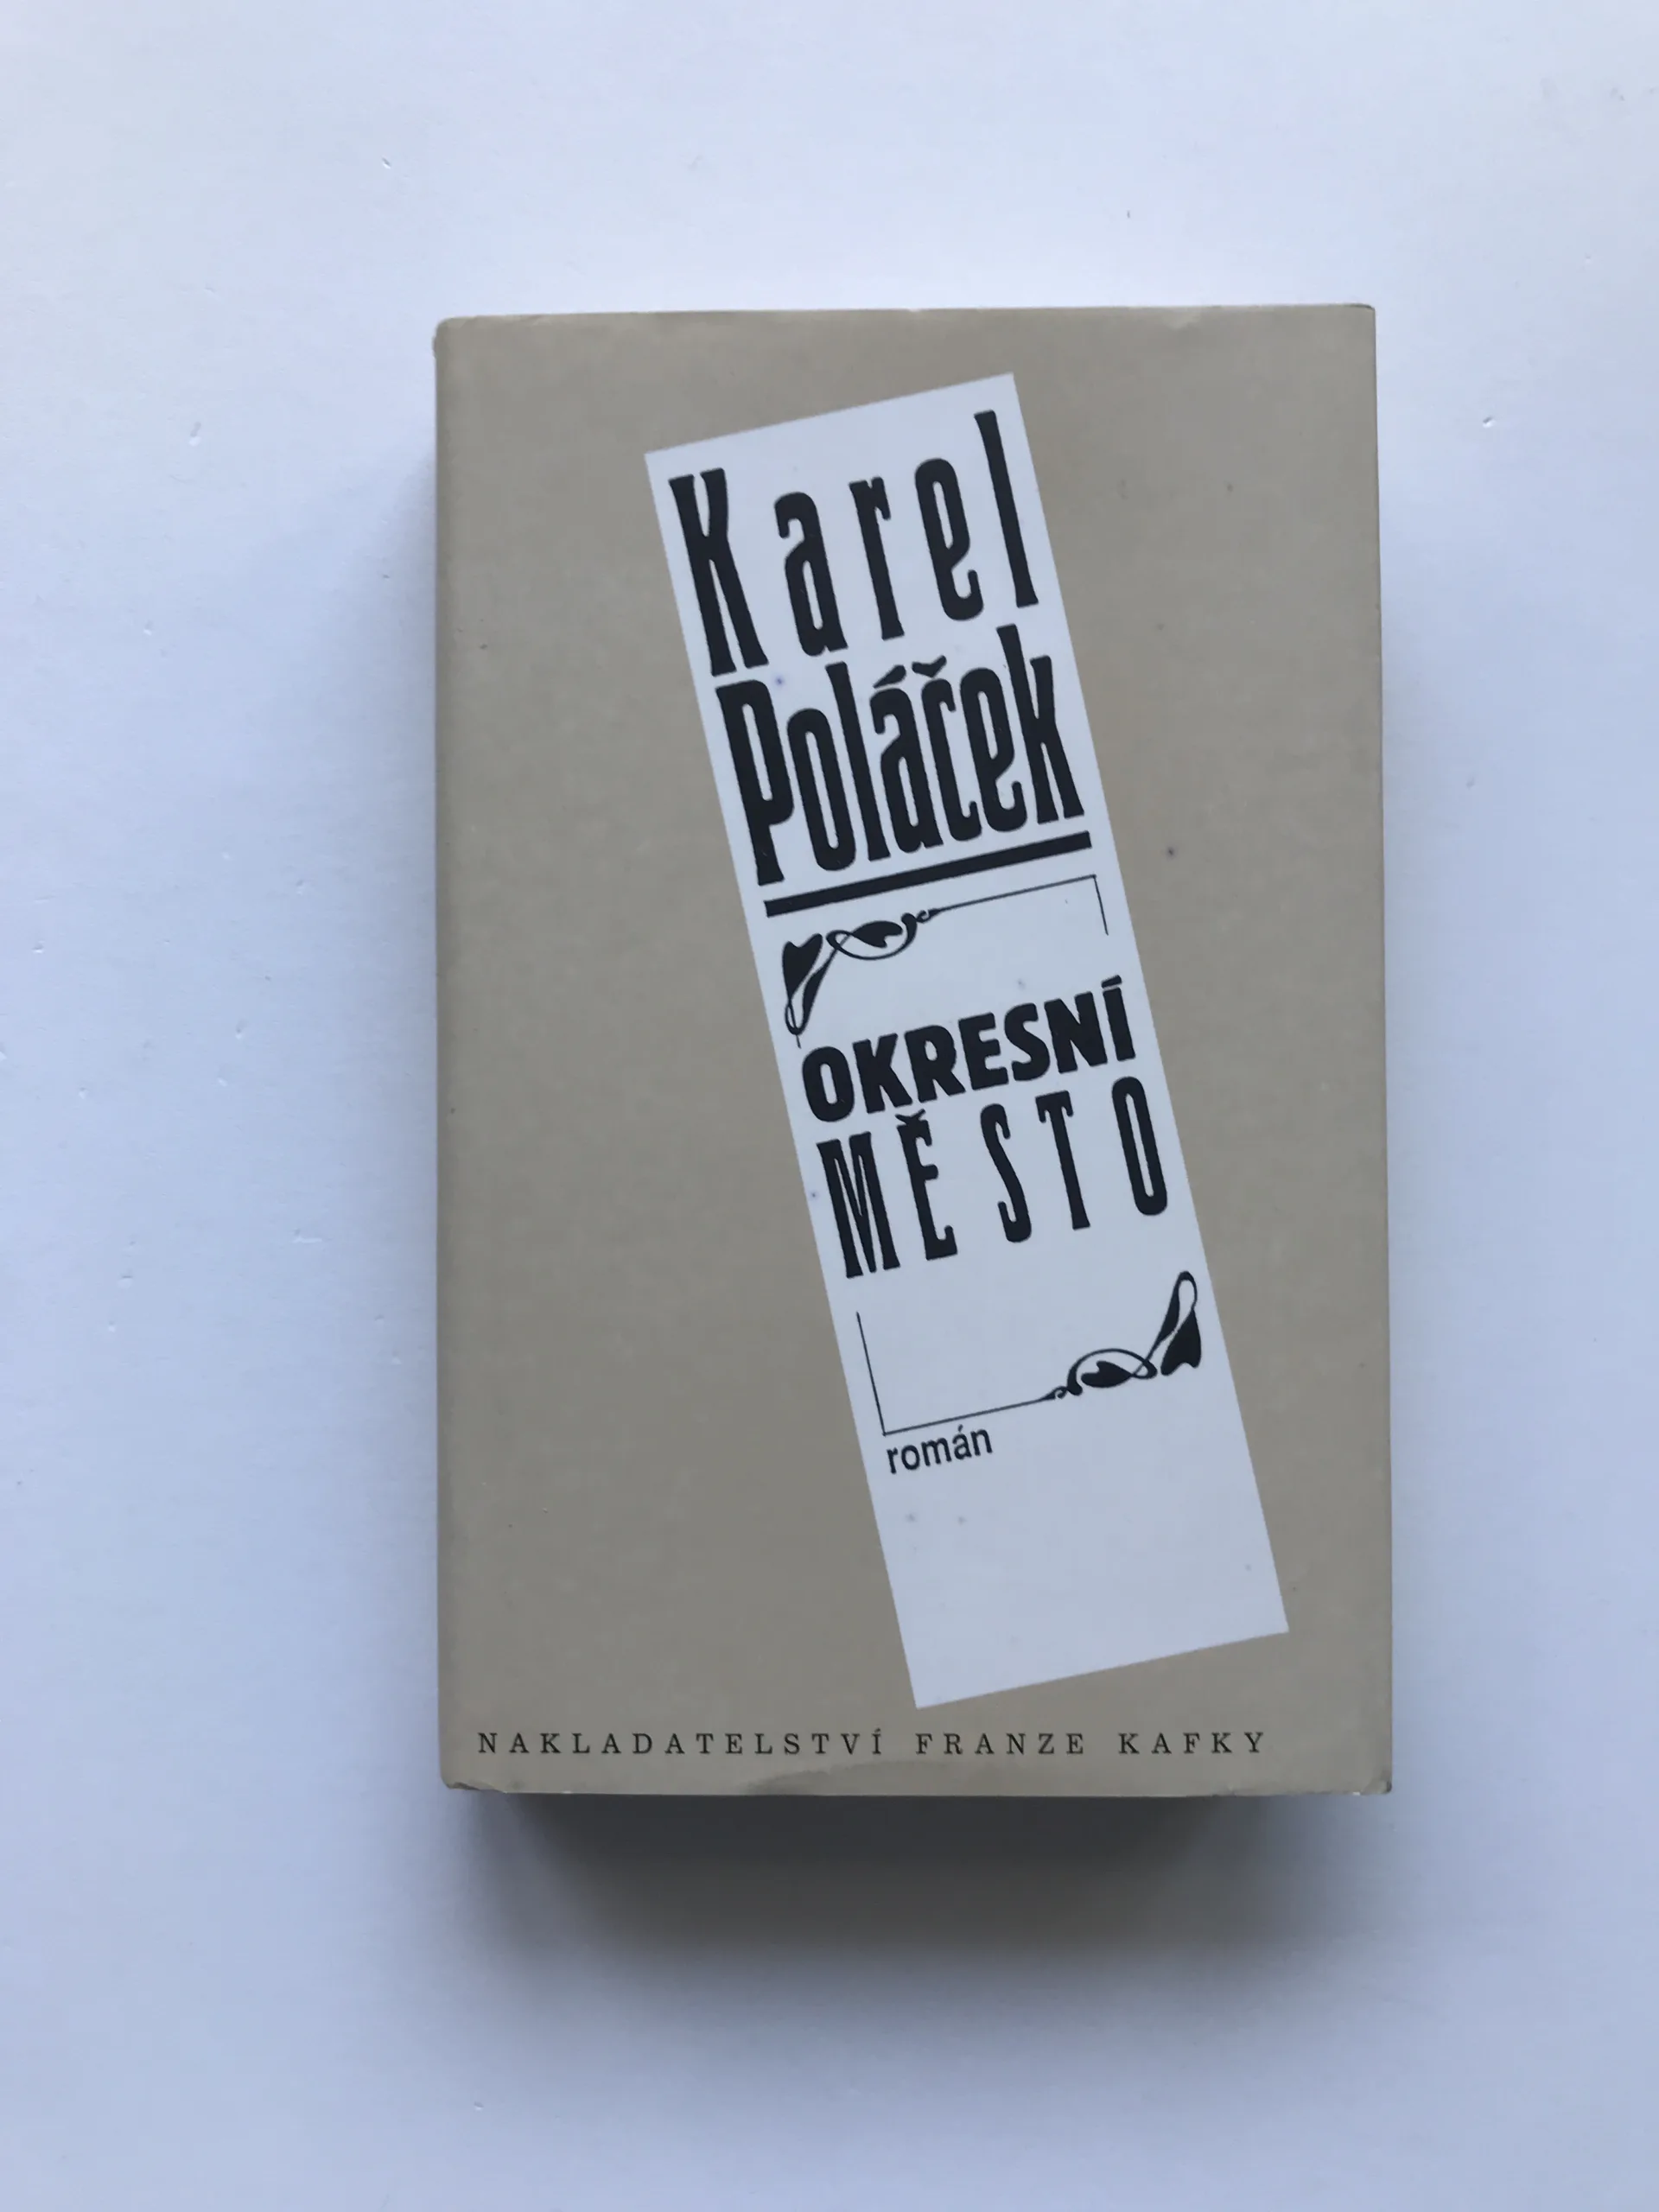 Karel
Poláček
OKRESNÍ
MĚSTO
román
NAKLADATELSTVÍ FRANZE KAFKY